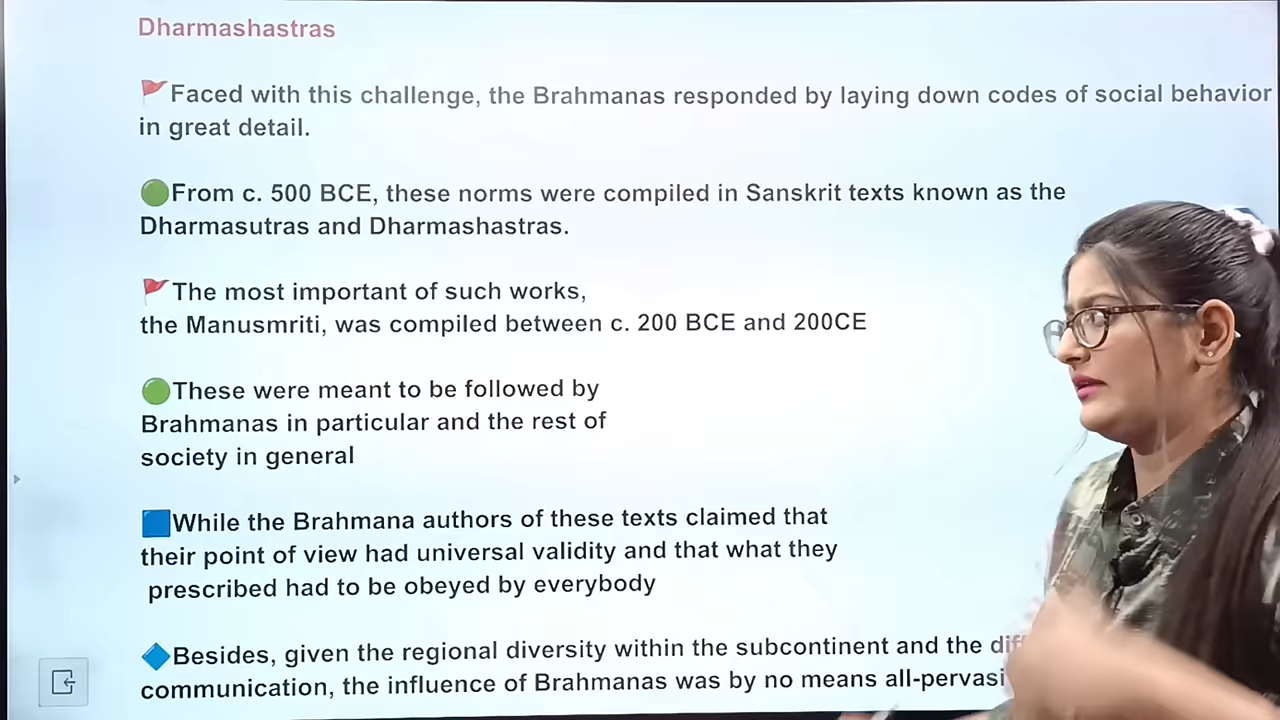 Dharmashastras
🚩Faced with this challenge, the Brahmanas responded by laying down codes of social behavior
in great detail.
🟢From c. 500 BCE, these norms were compiled in Sanskrit texts known as the
Dharmasutras and Dharmashastras.
🚩The most important of such works,
the Manusmriti, was compiled between c. 200 BCE and 200CE
🟢These were meant to be followed by
Brahmanas in particular and the rest of
society in general
🟦While the Brahmana authors of these texts claimed that
their point of view had universal validity and that what they
prescribed had to be obeyed by everybody
🔷Besides, given the regional diversity within the subcontinent and the
communication, the influence of Brahmanas was by no means